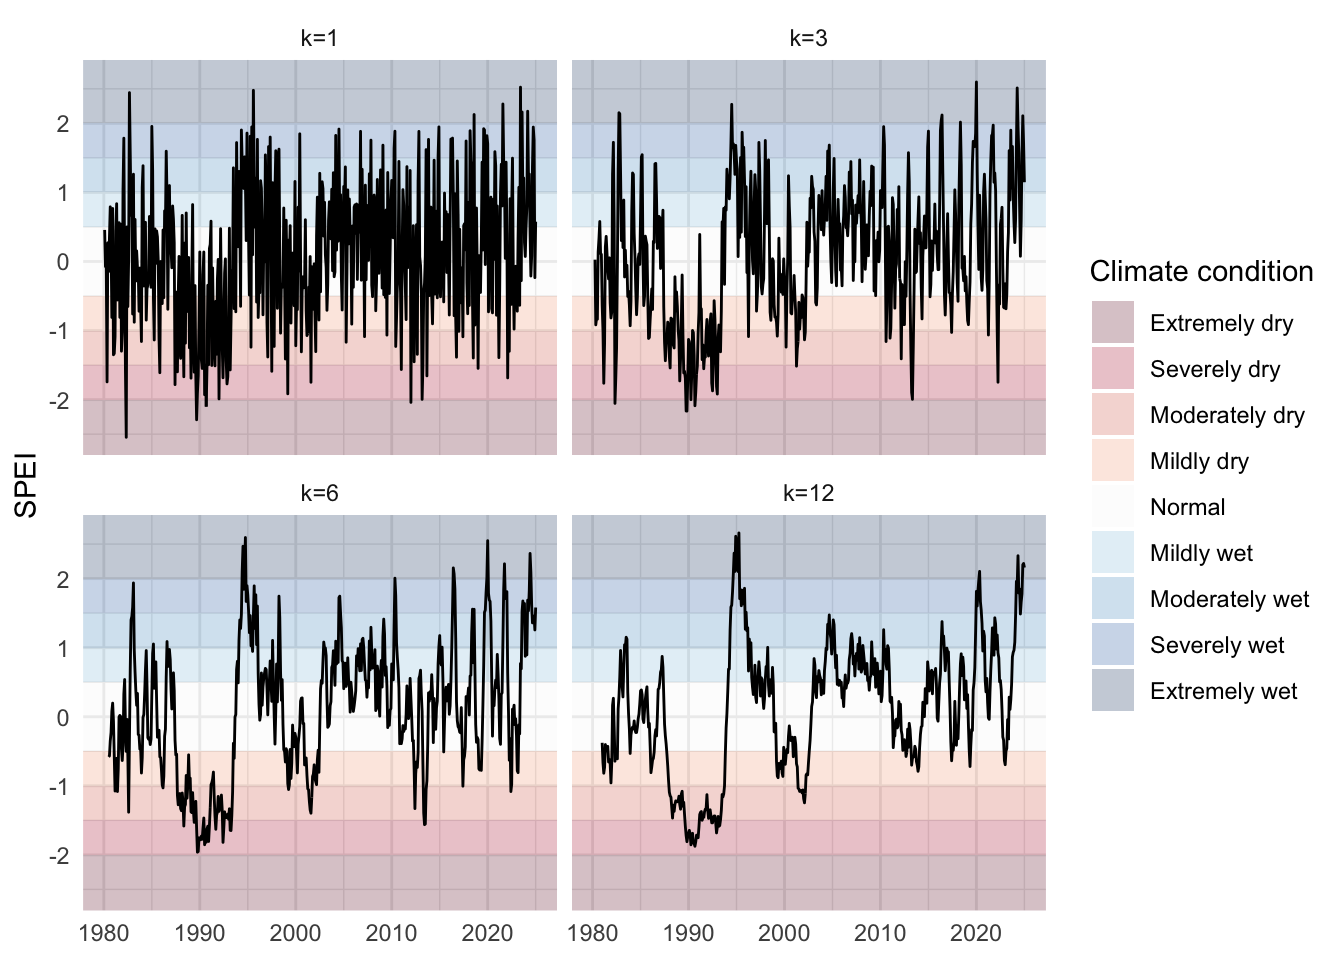 k=1
k=3
2
1
0
-1
-2
k=6
k=12
2
1
0
-1
-2
1980
1990
2000
2010
2020
1980
1990
2000
2010
2020
SPEI
Climate condition
Extremely dry
Severely dry
Moderately dry
Mildly dry
Normal
Mildly wet
Moderately wet
Severely wet
Extremely wet